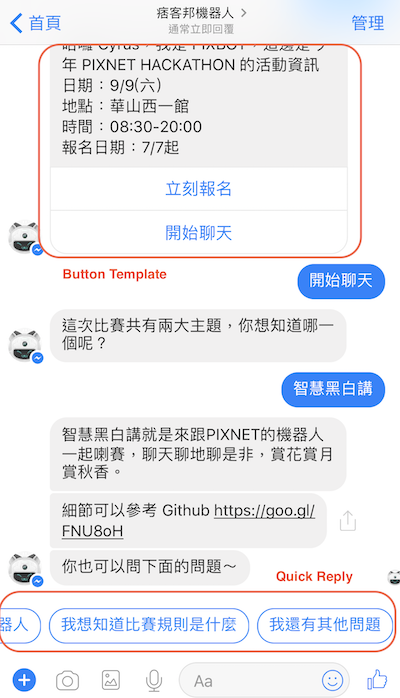 首頁
痞客邦機器人 >
通常立即回覆
管理
哈囉 Cyrus，我是 PIXBOT，這邊是今
年 PIXNET HACKATHON 的活動資訊
日期：9/9(六)
地點：華山西一館
時間：08:30-20:00
報名日期：7/7起
立刻報名
開始聊天
Button Template
開始聊天
這次比賽共有兩大主題，你想知道哪一
個呢？
智慧黑白講
智慧黑白講就是來跟PIXNET的機器人
一起喇賽，聊天聊地聊是非，賞花賞月
賞秋香。
細節可以參考 Github https://goo.gl/
FNU8oH
你也可以問下面的問題～
Quick Reply
器人
我想知道比賽規則是什麼
我還有其他問題
Aa